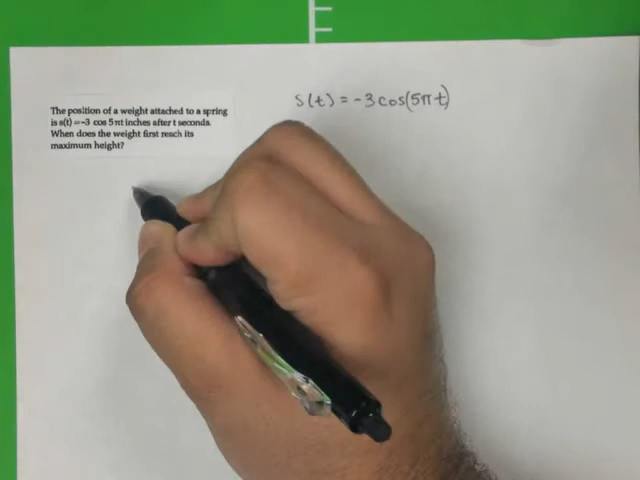 The position of a weight attached to a spring
is s(t) =-3 cos 5πt inches after t seconds.
When does the weight first reach its
maximum height?
s(t) = -3cos(5πt)